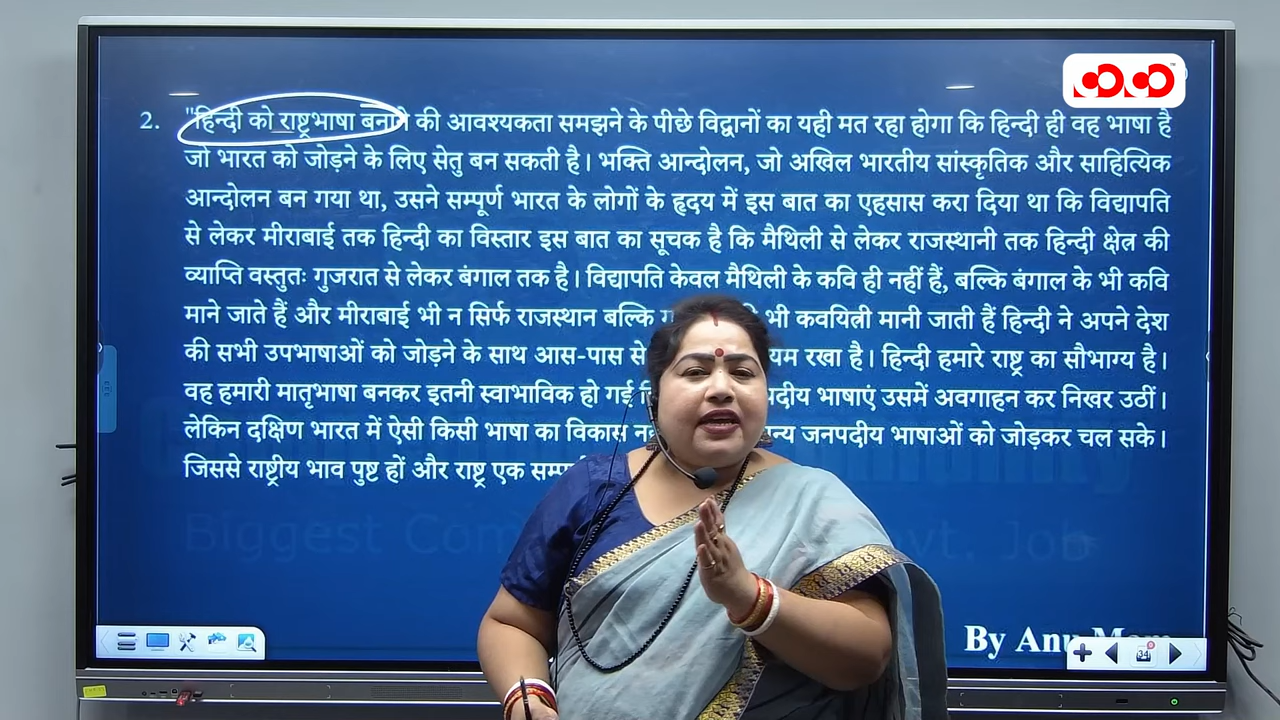 2. "हिन्दी को राष्ट्रभाषा बनाने की आवश्यकता समझने के पीछे विद्वानों का यही मत रहा होगा कि हिन्दी ही वह भाषा है
जो भारत को जोड़ने के लिए सेतु बन सकती है। भक्ति आन्दोलन, जो अखिल भारतीय सांस्कृतिक और साहित्यिक
आन्दोलन बन गया था, उसने सम्पूर्ण भारत के लोगों के हृदय में इस बात का एहसास करा दिया था कि विद्यापति
से लेकर मीराबाई तक हिन्दी का विस्तार इस बात का सूचक है कि मैथिली से लेकर राजस्थानी तक हिन्दी क्षेत्र की
व्याप्ति वस्तुतः गुजरात से लेकर बंगाल तक है। विद्यापति केवल मैथिली के कवि ही नहीं हैं, बल्कि बंगाल के भी कवि
माने जाते हैं और मीराबाई भी न सिर्फ राजस्थान बल्कि भी कवयित्री मानी जाती हैं हिन्दी ने अपने देश
की सभी उपभाषाओं को जोड़ने के साथ आस-पास से रखा है। हिन्दी हमारे राष्ट्र का सौभाग्य है।
वह हमारी मातृभाषा बनकर इतनी स्वाभाविक हो गई भाषाएं उसमें अवगाहन कर निखर उठीं।
लेकिन दक्षिण भारत में ऐसी किसी भाषा का विकास जनपदीय भाषाओं को जोड़कर चल सके।
जिससे राष्ट्रीय भाव पुष्ट हों और राष्ट्र एक
Biggest Job
By Anu
34